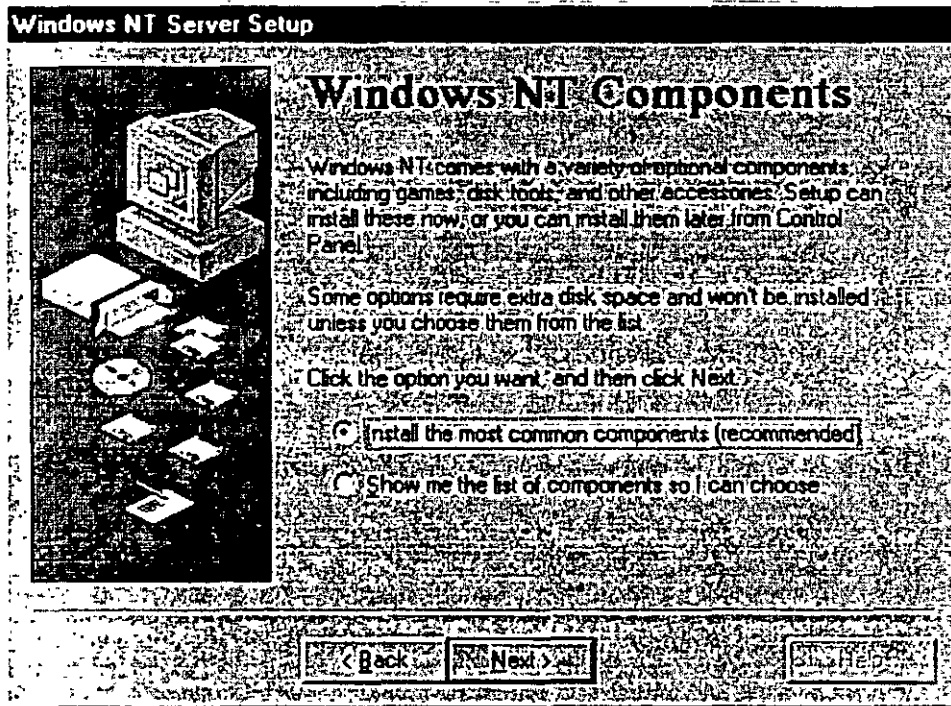 Windows NT Server Setup
Windows NT Components
Windows NT comes with a variety of optional components,
including games, disk tools, and other accessories. Setup can
install these now, or you can install them later from Control
Panel.
Some options require extra disk space and won't be installed
unless you choose them from the list.
Click the option you want, and then click Next.
Install the most common components (recommended)
Show me the list of components so I can choose
< Back
Next >
Help